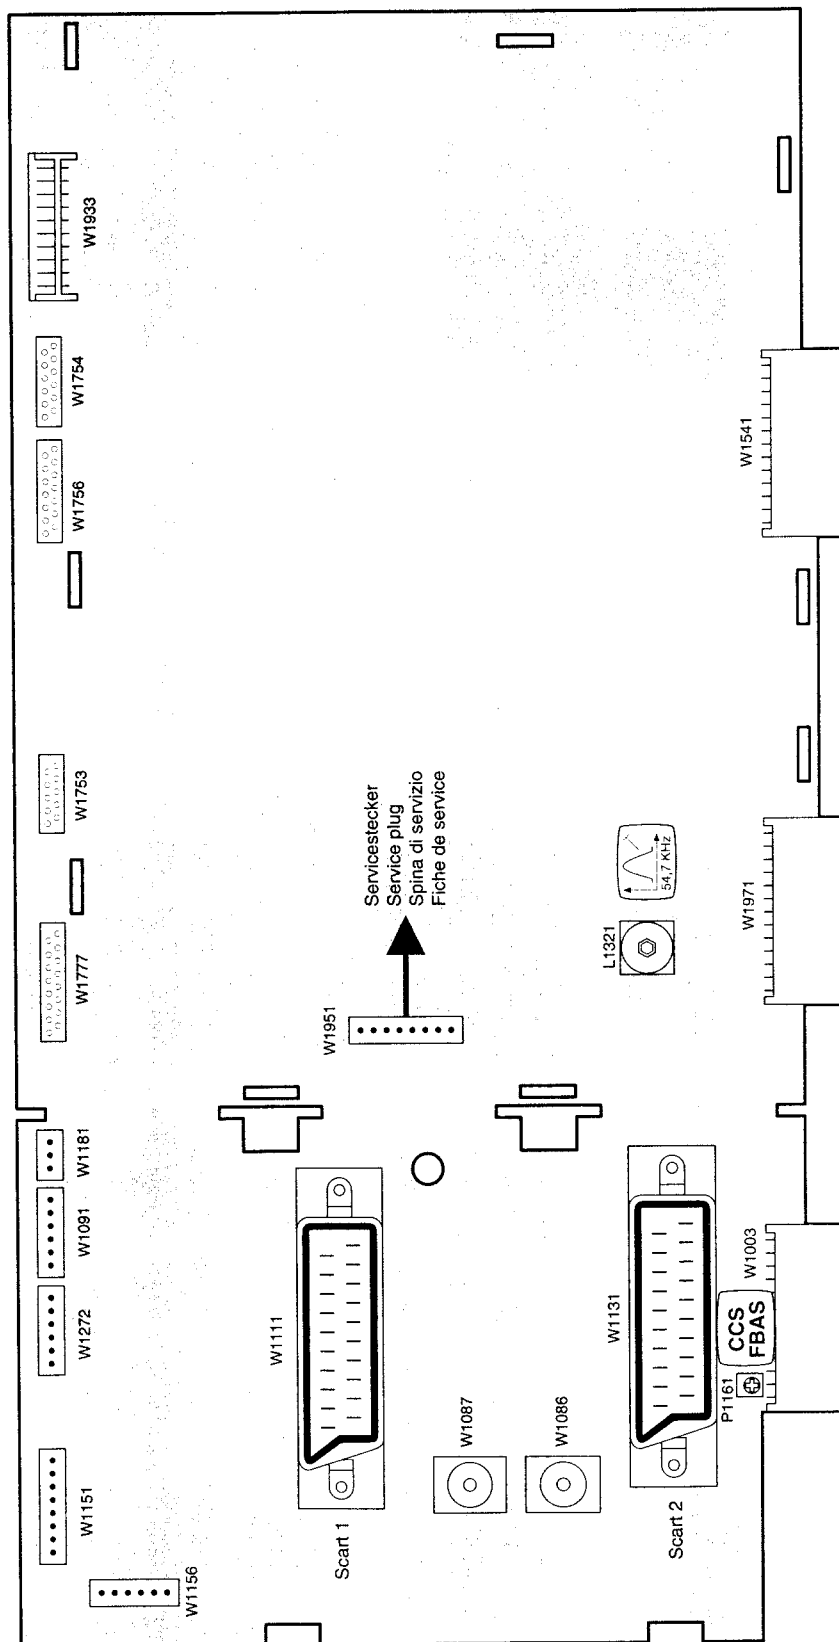 W1933
W1754
W1756
W1753
W1777
W1181
W1091
W1272
W1151
W1156
Servicestecker
Service plug
Spina di servizio
Fiche de service
W1951
W1111
Scart 1
W1087
W1086
W1541
W1971
54,7 KHz
L1321
W1003
CCS
FBAS
P1161
W1131
Scart 2